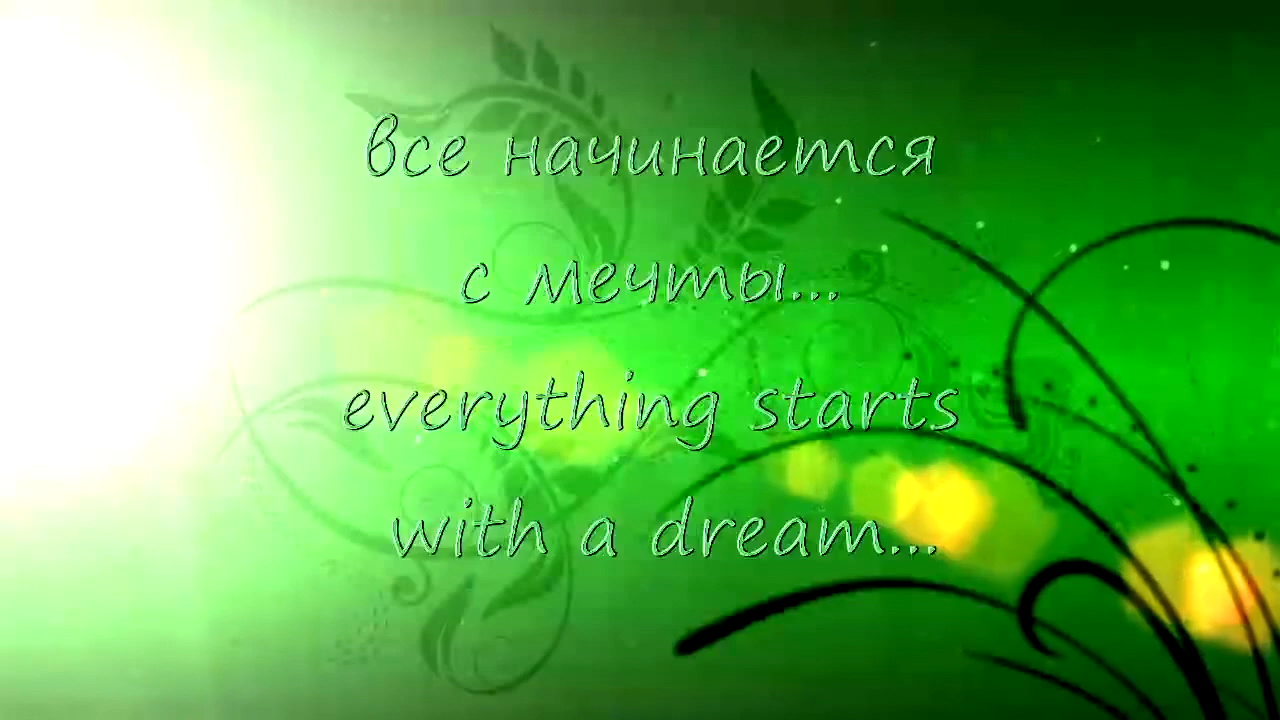 все начинается
с мечты...
everything starts
with a dream...